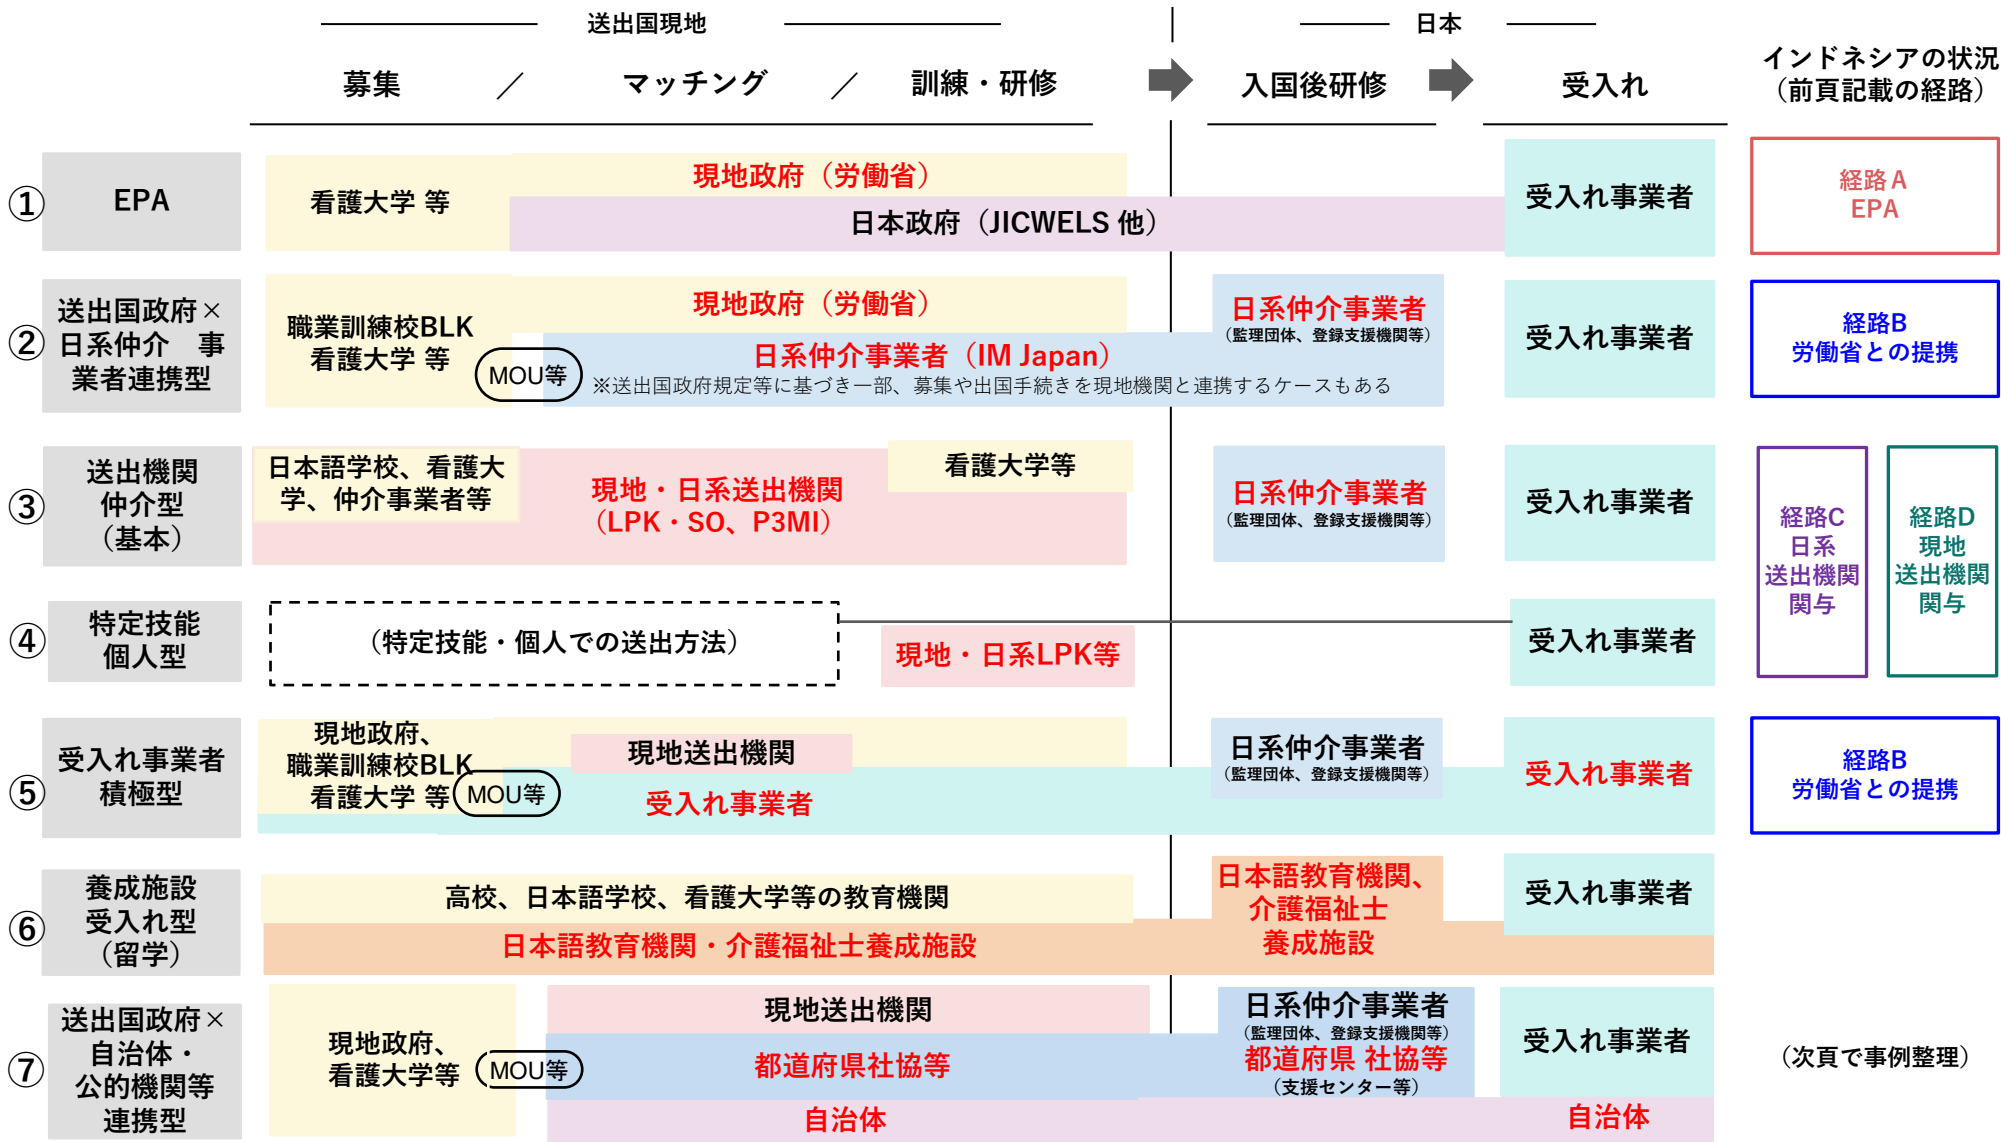 送出国現地
日本
募集 ／ マッチング ／ 訓練・研修
入国後研修
受入れ
インドネシアの状況
（前頁記載の経路）
①
EPA
看護大学 等
現地政府（労働省）
日本政府（JICWELS 他）
受入れ事業者
経路A
EPA
②
送出国政府×
日系仲介　事
業者連携型
職業訓練校BLK
看護大学 等
MOU等
現地政府（労働省）
日系仲介事業者（IM Japan）
※送出国政府規定等に基づき一部、募集や出国手続きを現地機関と連携するケースもある
日系仲介事業者
（監理団体、登録支援機関等）
受入れ事業者
経路B
労働省との提携
③
送出機関
仲介型
（基本）
日本語学校、看護大
学、仲介事業者等
現地・日系送出機関
（LPK・SO、P3MI）
看護大学等
日系仲介事業者
（監理団体、登録支援機関等）
受入れ事業者
経路C
日系
送出機関
関与
経路D
現地
送出機関
関与
④
特定技能
個人型
（特定技能・個人での送出方法）
現地・日系LPK等
受入れ事業者
⑤
受入れ事業者
積極型
現地政府、
職業訓練校BLK
看護大学 等
MOU等
現地送出機関
受入れ事業者
日系仲介事業者
（監理団体、登録支援機関等）
受入れ事業者
経路B
労働省との提携
⑥
養成施設
受入れ型
（留学）
高校、日本語学校、看護大学等の教育機関
日本語教育機関・介護福祉士養成施設
日本語教育機関、
介護福祉士
養成施設
受入れ事業者
⑦
送出国政府×
自治体・
公的機関等
連携型
現地政府、
看護大学等
MOU等
現地送出機関
都道府県社協等
自治体
日系仲介事業者
（監理団体、登録支援機関等）
都道府県 社協等
（支援センター等）
受入れ事業者
自治体
（次頁で事例整理）